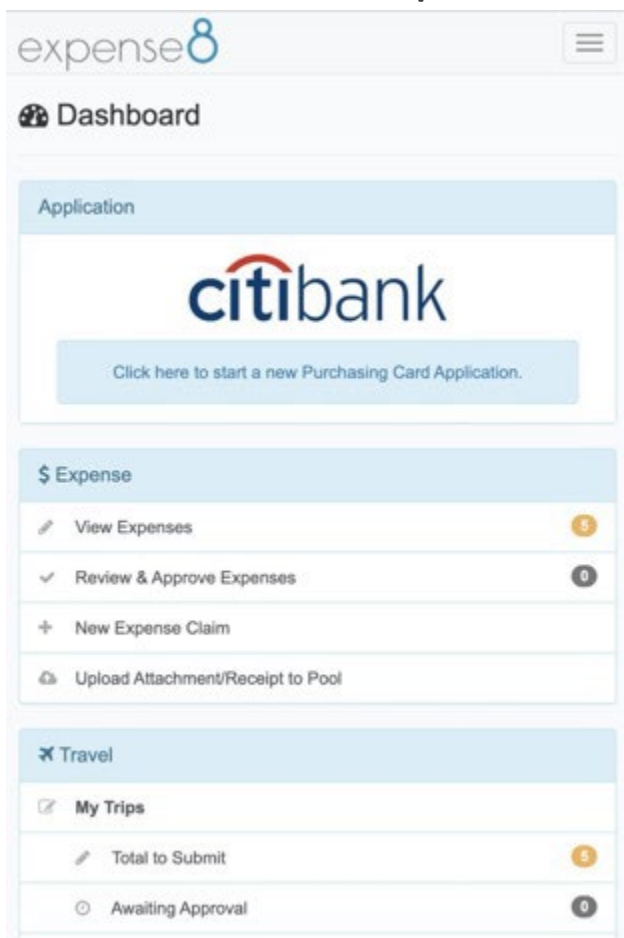 expense8
Dashboard
Application
citibank
Click here to start a new Purchasing Card Application.
$ Expense
View Expenses 5
Review & Approve Expenses 0
New Expense Claim
Upload Attachment/Receipt to Pool
Travel
My Trips
Total to Submit 5
Awaiting Approval 0